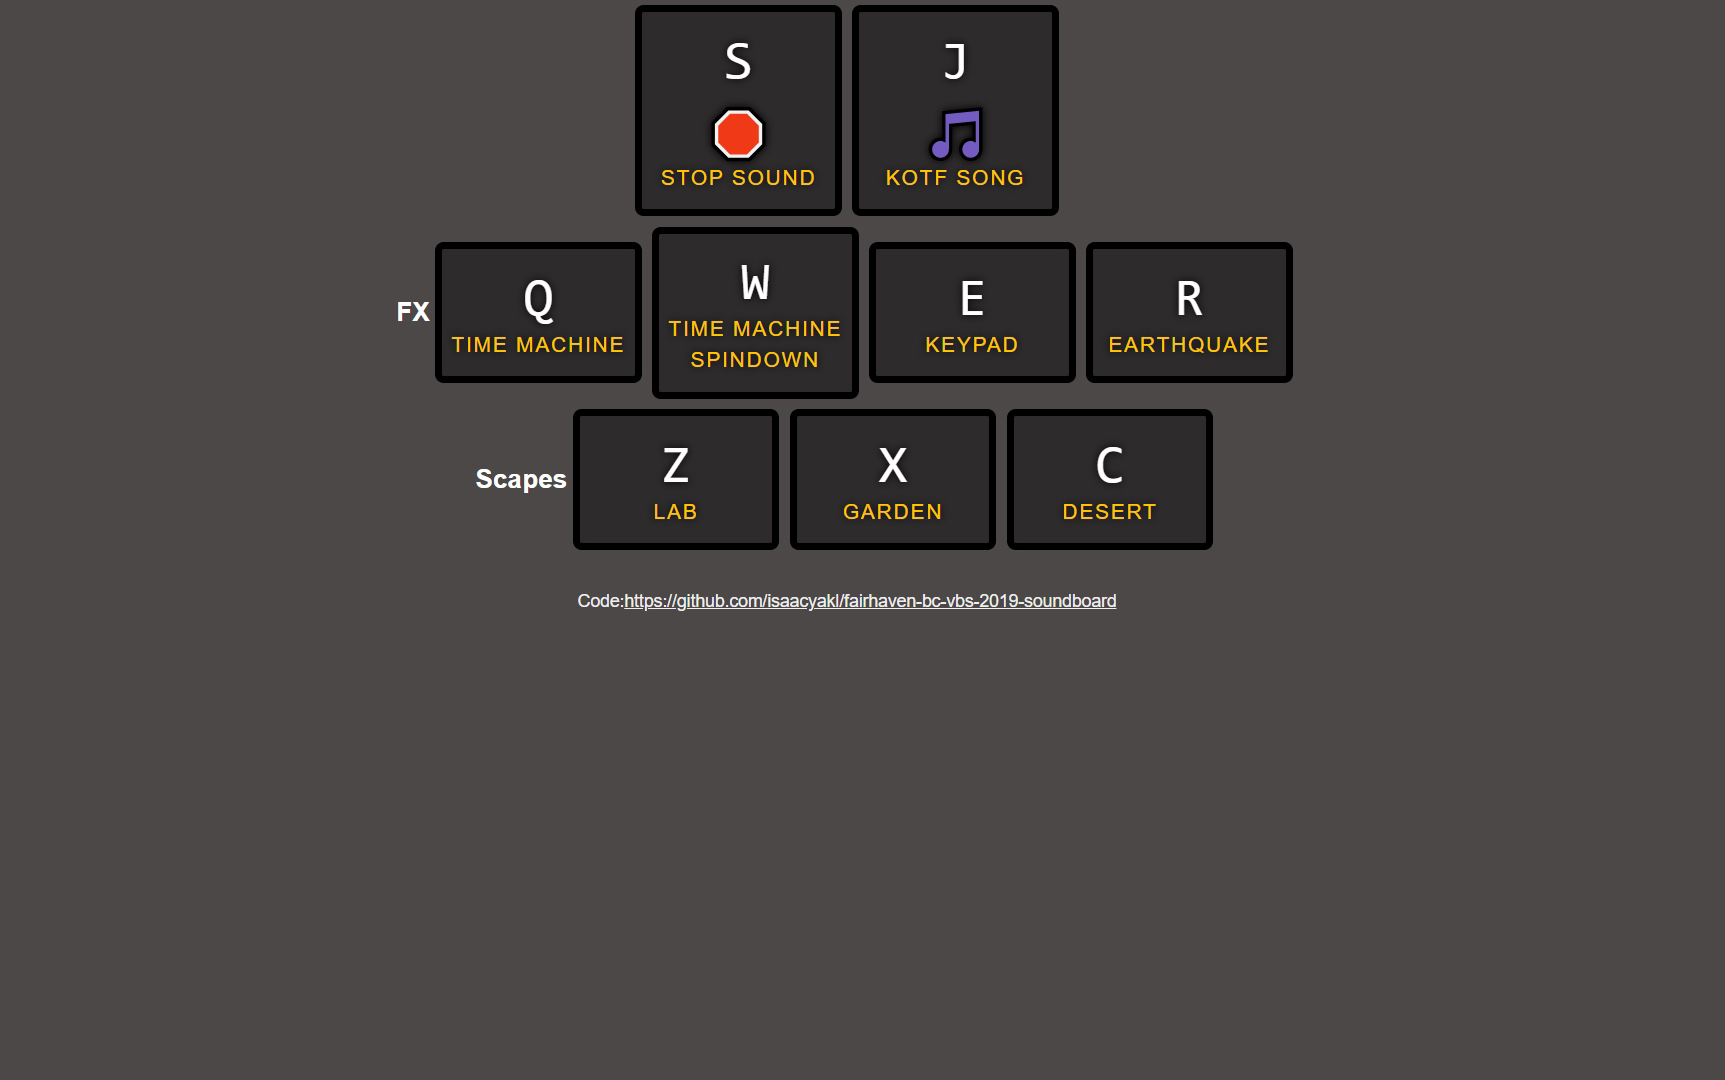 S
J
STOP SOUND
KOTF SONG
FX
Q
TIME MACHINE
W
TIME MACHINE
SPINDOWN
E
KEYPAD
R
EARTHQUAKE
Scapes
Z
LAB
X
GARDEN
C
DESERT
Code:https://github.com/isaacyakl/fairhaven-bc-vbs-2019-soundboard